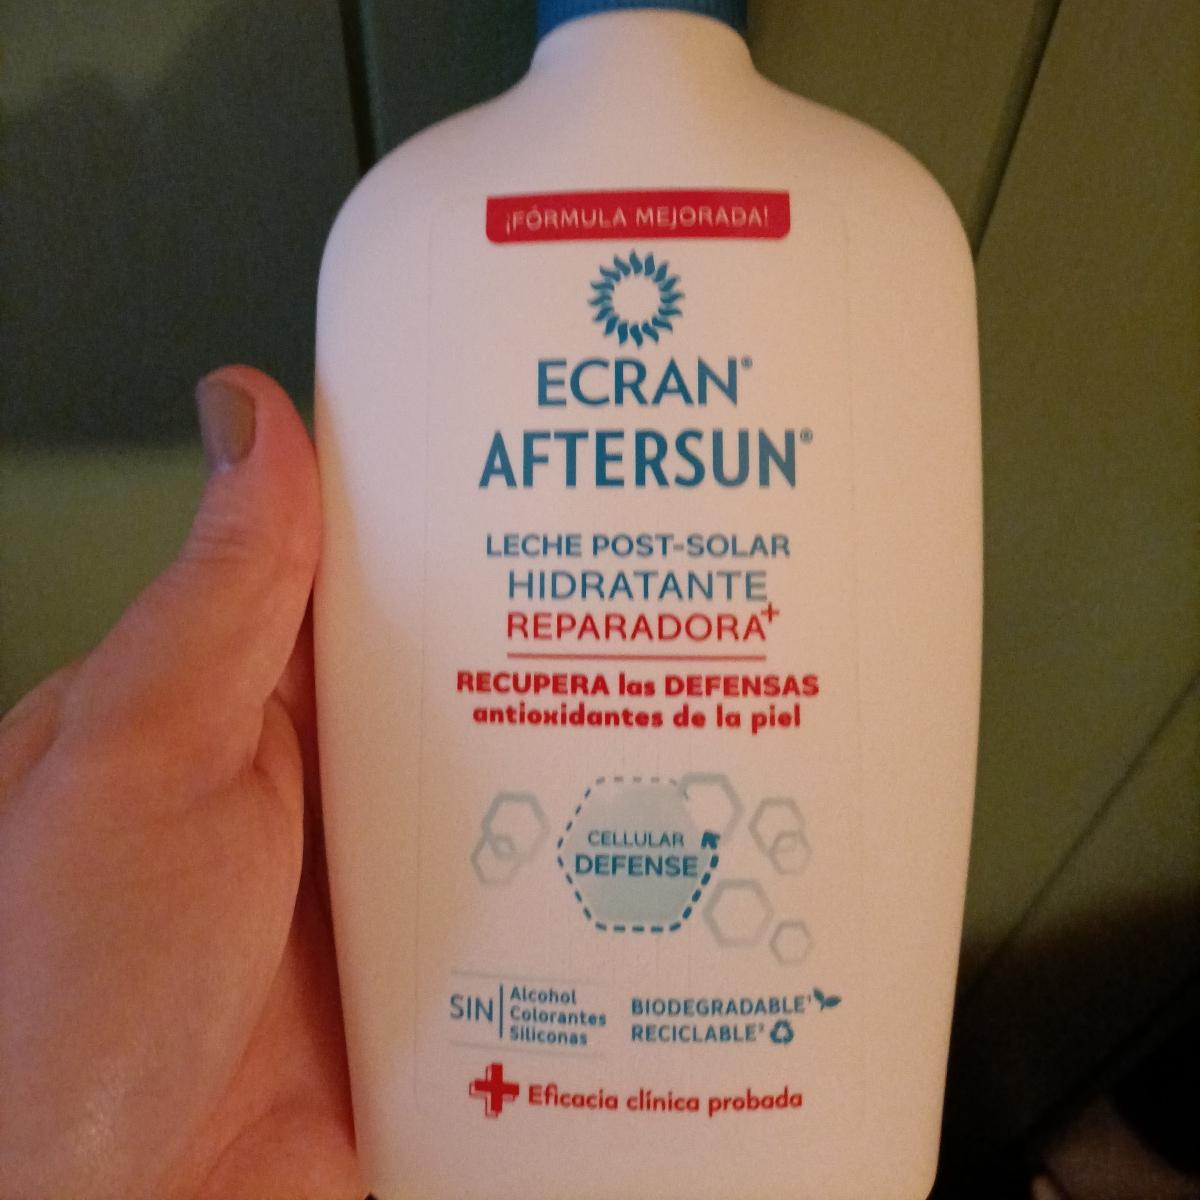 ¡FÓRMULA MEJORADA!
ECRAN®
AFTERSUN®
LECHE POST-SOLAR
HIDRATANTE
REPARADORA+
RECUPERA las DEFENSAS
antioxidantes de la piel
CELLULAR
DEFENSE
SIN
Alcohol
Colorantes
Siliconas
BIODEGRADABLE¹
RECICLABLE²
Eficacia clínica probada